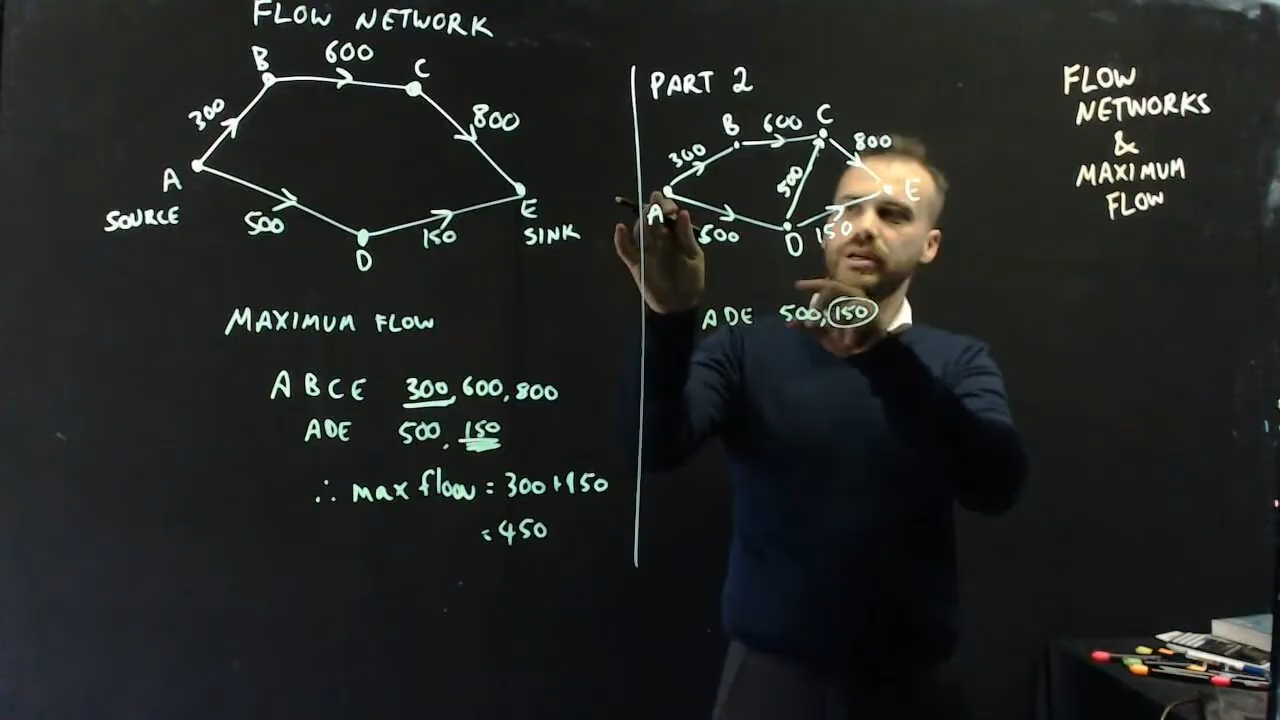 FLOW NETWORK
B
600
C
300
800
A
SOURCE
500
D
150
E
SINK
MAXIMUM FLOW
A B C E 300, 600, 800
ADE 500, 150
∴ max flow = 300+150
= 450
PART 2
B
600
C
300
800
500
A
500
D
150
E
ADE 500, 150
FLOW
NETWORKS
&
MAXIMUM
FLOW